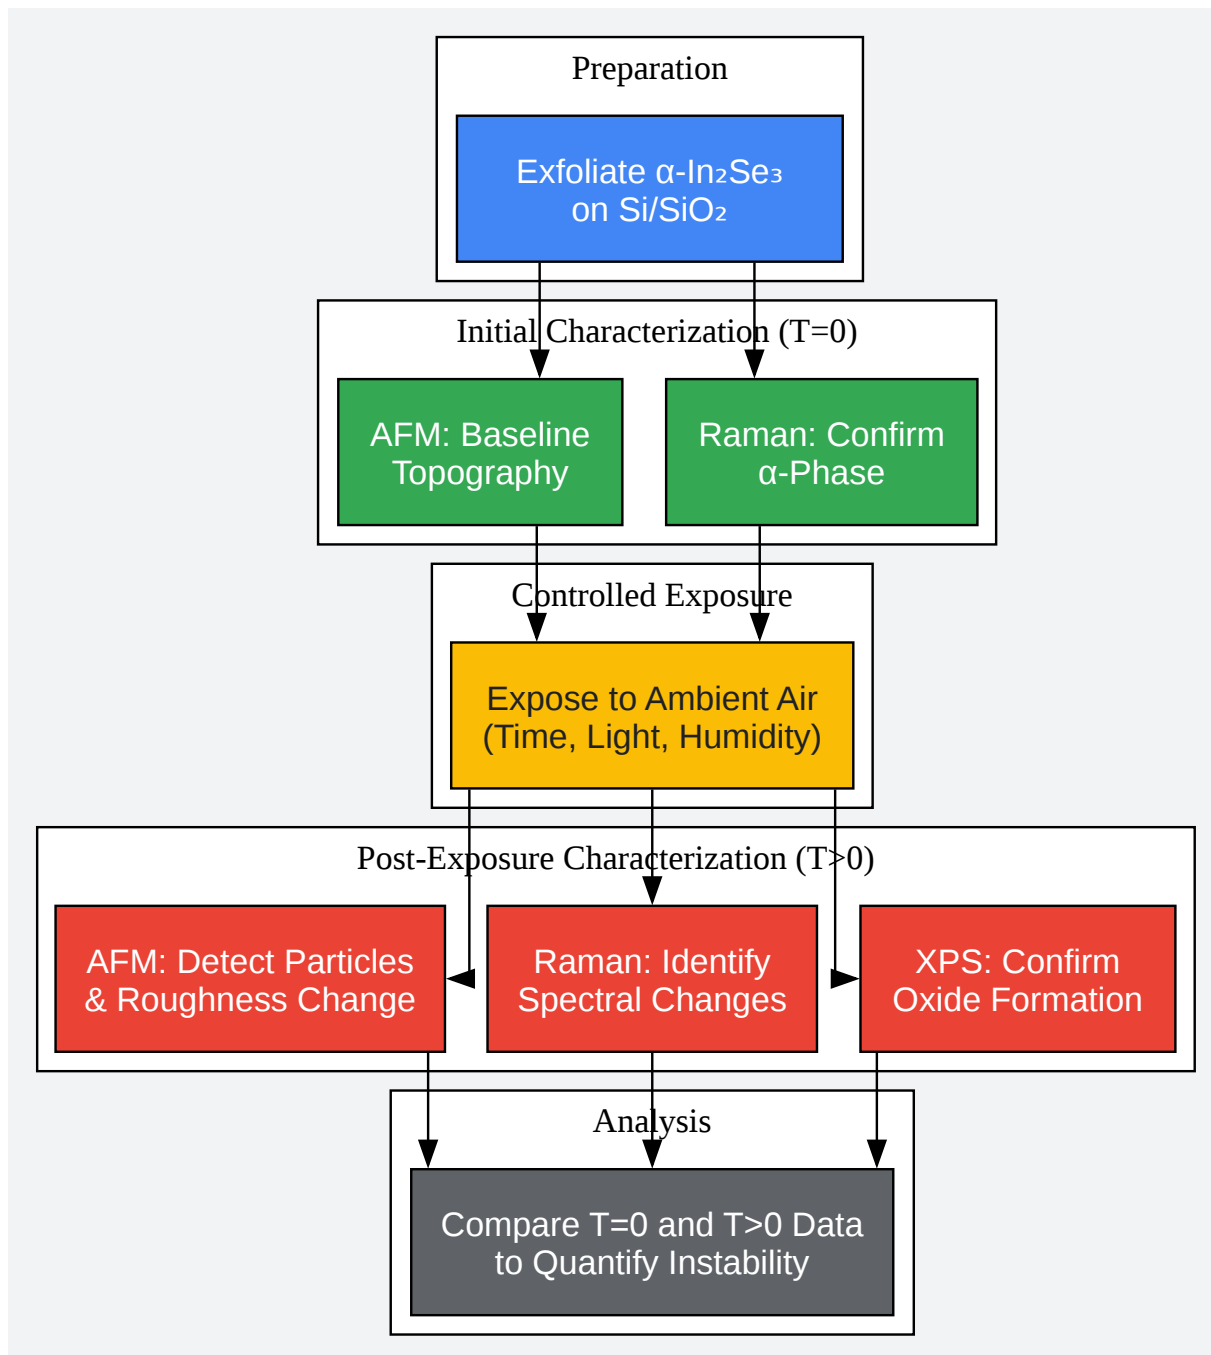 Preparation
Exfoliate α-In₂Se₃
on Si/SiO₂
Initial Characterization (T=0)
AFM: Baseline
Topography
Raman: Confirm
α-Phase
Controlled Exposure
Expose to Ambient Air
(Time, Light, Humidity)
Post-Exposure Characterization (T>0)
AFM: Detect Particles
& Roughness Change
Raman: Identify
Spectral Changes
XPS: Confirm
Oxide Formation
Analysis
Compare T=0 and T>0 Data
to Quantify Instability